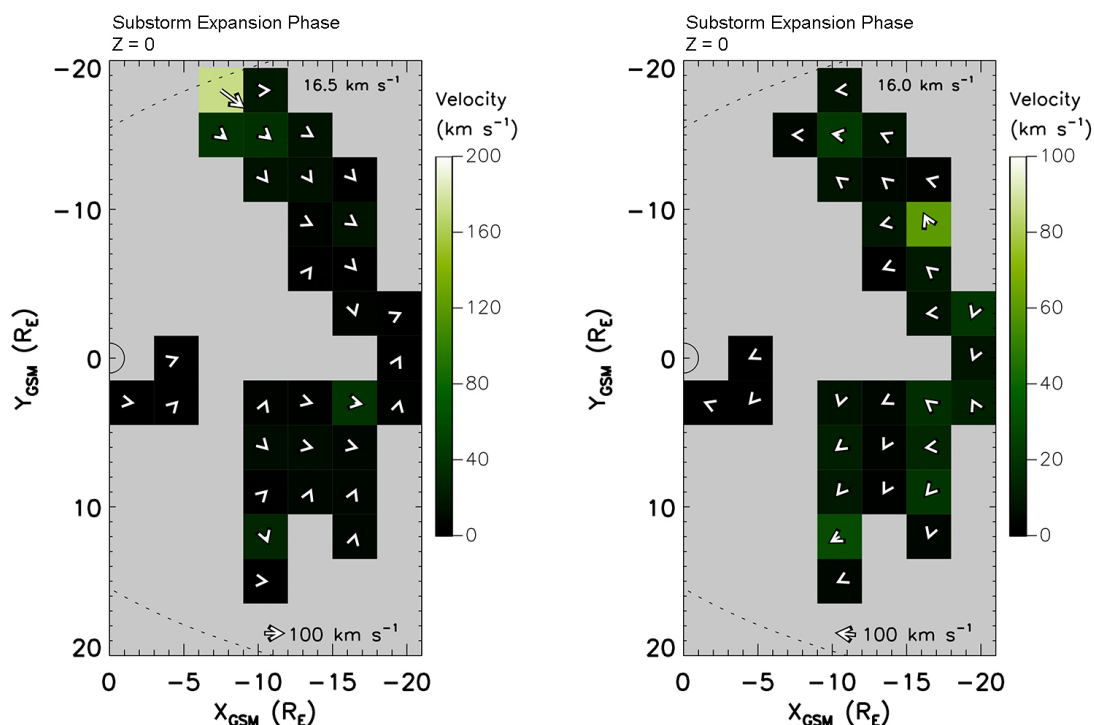 Substorm Expansion Phase
Z = 0
Substorm Expansion Phase
Z = 0
16.5 km s⁻¹
16.0 km s⁻¹
Velocity
(km s⁻¹)
Velocity
(km s⁻¹)
−20
−10
0
10
20
200
160
120
80
40
0
Y_GSM (R_E)
100 km s⁻¹
0
−5
−10
−15
−20
X_GSM (R_E)
−20
−10
0
10
20
100
80
60
40
20
0
Y_GSM (R_E)
100 km s⁻¹
0
−5
−10
−15
−20
X_GSM (R_E)